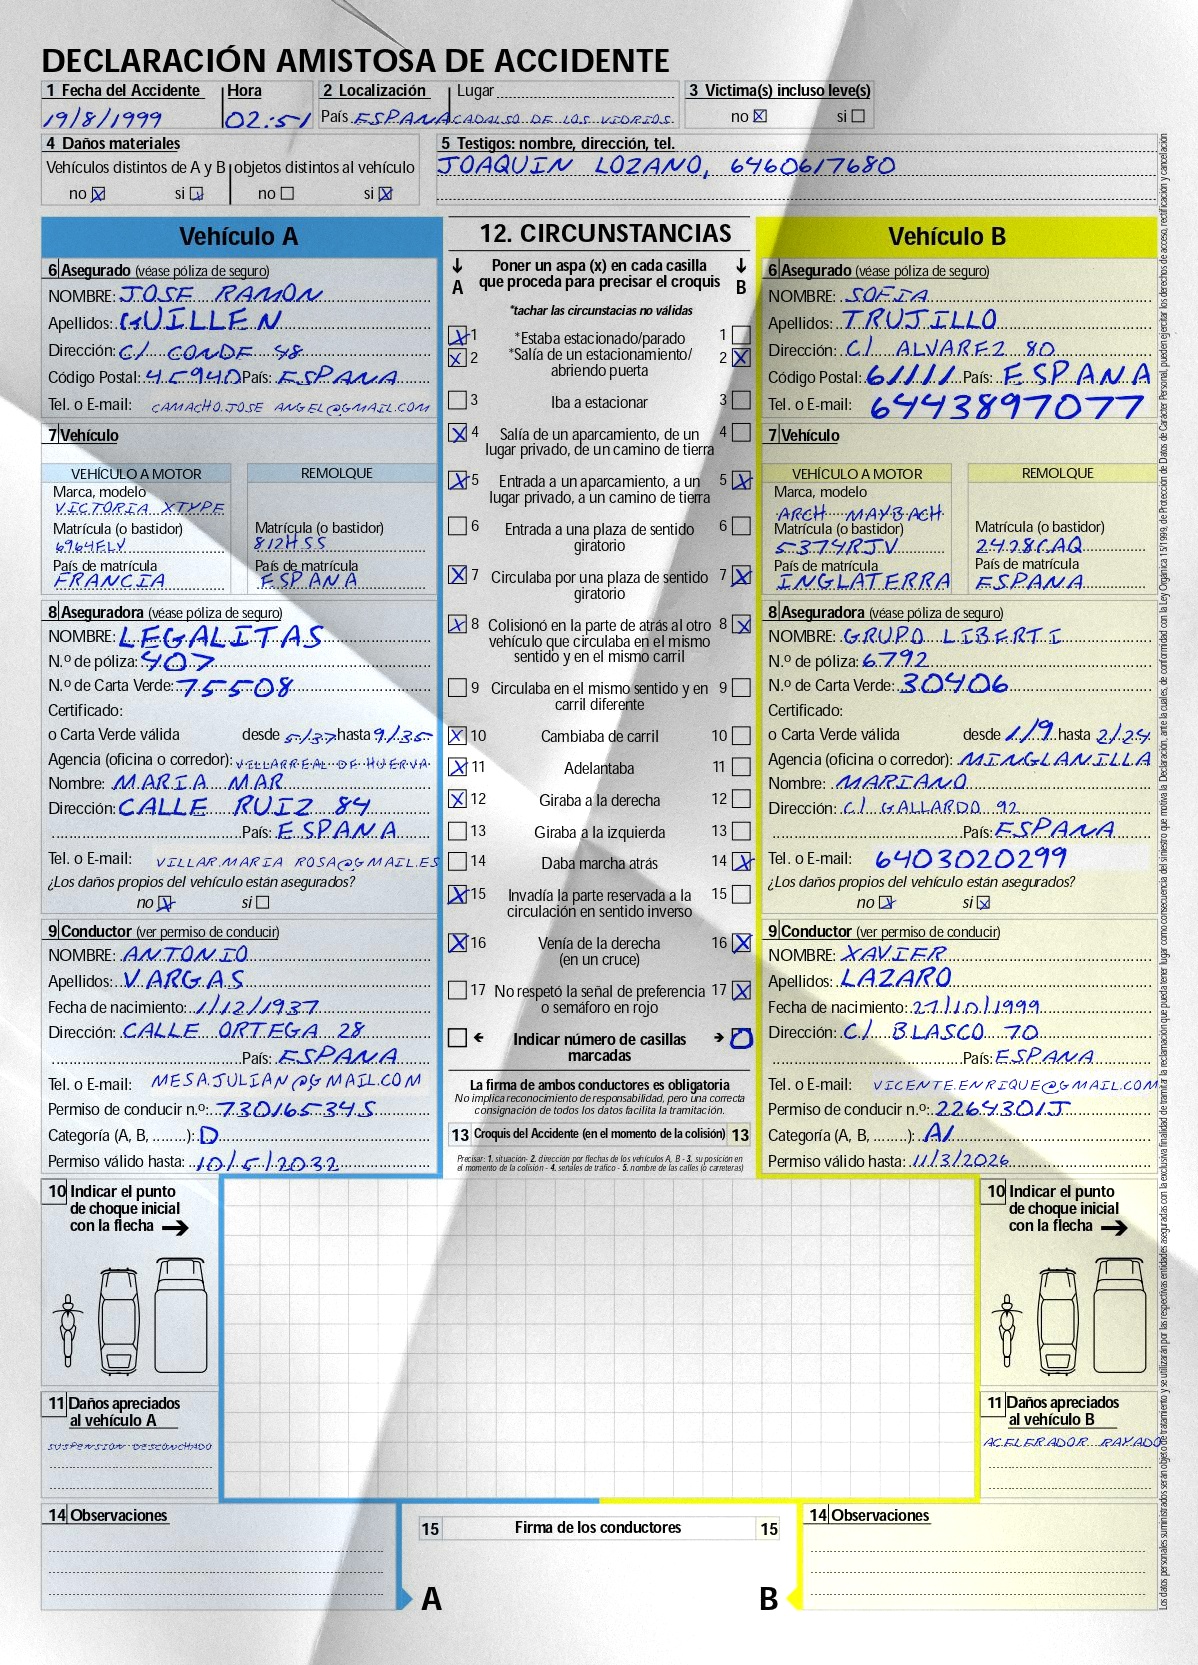 DECLARACIÓN AMISTOSA DE ACCIDENTE
1 Fecha del Accidente Hora 2 Localización Lugar 3 Victima(s) incluso leve(s)
19/8/1999 02:51 País ESPANA CADALSO DE LOS VIDRIOS no si
4 Daños materiales
Vehículos distintos de A y B objetos distintos al vehículo
no si no si
5 Testigos: nombre, dirección, tel.
JOAQUIN LOZANO, 6460617680
Vehículo A
6 Asegurado (véase póliza de seguro)
NOMBRE: JOSE RAMON
Apellidos: GUILLEN
Dirección: C/ CONDE 48
Código Postal: 45940 País: ESPANA
Tel. o E-mail: CAMACHO.JOSE ANGEL@GMAIL.COM
7 Vehículo
VEHÍCULO A MOTOR REMOLQUE
Marca, modelo
VICTORIA XTYPE
Matrícula (o bastidor) Matrícula (o bastidor)
6964FLV 812HSS
País de matrícula País de matrícula
FRANCIA ESPANA
8 Aseguradora (véase póliza de seguro)
NOMBRE: LEGALITAS
N.º de póliza: 407
N.º de Carta Verde: 75508
Certificado:
o Carta Verde válida desde 5/37 hasta 9/35
Agencia (oficina o corredor): VILLARREAL DE HUERVA
Nombre: MARIA MAR
Dirección: CALLE RUIZ 84
País: ESPANA
Tel. o E-mail: VILLAR.MARIA ROSA@GMAIL.ES
¿Los daños propios del vehículo están asegurados?
no si
9 Conductor (ver permiso de conducir)
NOMBRE: ANTONIO
Apellidos: VARGAS
Fecha de nacimiento: 1/12/1937
Dirección: CALLE ORTEGA 28
País: ESPANA
Tel. o E-mail: MESA.JULIAN@GMAIL.COM
Permiso de conducir n.º: 73016534S
Categoría (A, B, ........): D
Permiso válido hasta: 10/5/2032
10 Indicar el punto
de choque inicial
con la flecha
11 Daños apreciados
al vehículo A
SUSPENSION DESCONCHADO
14 Observaciones
12. CIRCUNSTANCIAS
A Poner un aspa (x) en cada casilla B
que proceda para precisar el croquis
*tachar las circunstacias no válidas
1 *Estaba estacionado/parado 1
2 *Salía de un estacionamiento/ 2
abriendo puerta
3 Iba a estacionar 3
4 Salía de un aparcamiento, de un 4
lugar privado, de un camino de tierra
5 Entrada a un aparcamiento, a un 5
lugar privado, a un camino de tierra
6 Entrada a una plaza de sentido 6
giratorio
7 Circulaba por una plaza de sentido 7
giratorio
8 Colisionó en la parte de atrás al otro 8
vehículo que circulaba en el mismo
sentido y en el mismo carril
9 Circulaba en el mismo sentido y en 9
carril diferente
10 Cambiaba de carril 10
11 Adelantaba 11
12 Giraba a la derecha 12
13 Giraba a la izquierda 13
14 Daba marcha atrás 14
15 Invadía la parte reservada a la 15
circulación en sentido inverso
16 Venía de la derecha 16
(en un cruce)
17 No respetó la señal de preferencia 17
o semáforo en rojo
Indicar número de casillas 0
marcadas
La firma de ambos conductores es obligatoria
No implica reconocimiento de responsabilidad, pero una correcta
consignación de todos los datos facilita la tramitación.
13 Croquis del Accidente (en el momento de la colisión) 13
Precisar: 1. situación- 2. dirección por flechas de los vehículos A, B - 3. su posición en
el momento de la colisión - 4. señales de tráfico - 5. nombre de las calles (o carreteras)
15 Firma de los conductores 15
A B
Vehículo B
6 Asegurado (véase póliza de seguro)
NOMBRE: SOFIA
Apellidos: TRUJILLO
Dirección: C/ ALVAREZ 80
Código Postal: 61111 País: ESPANA
Tel. o E-mail: 6443897077
7 Vehículo
VEHÍCULO A MOTOR REMOLQUE
Marca, modelo
ARCH MAYBACH
Matrícula (o bastidor) Matrícula (o bastidor)
5374RJV 2428CAQ
País de matrícula País de matrícula
INGLATERRA ESPANA
8 Aseguradora (véase póliza de seguro)
NOMBRE: GRUPO LIBERTI
N.º de póliza: 6792
N.º de Carta Verde: 30406
Certificado:
o Carta Verde válida desde 1/9 hasta 2/24
Agencia (oficina o corredor): MINGLANILLA
Nombre: MARIANO
Dirección: C/ GALLARDO 92
País: ESPANA
Tel. o E-mail: 6403020299
¿Los daños propios del vehículo están asegurados?
no si
9 Conductor (ver permiso de conducir)
NOMBRE: XAVIER
Apellidos: LAZARO
Fecha de nacimiento: 27/10/1999
Dirección: C/ BLASCO 70
País: ESPANA
Tel. o E-mail: VICENTE.ENRIQUE@GMAIL.COM
Permiso de conducir n.º: 2264301J
Categoría (A, B, ........): A1
Permiso válido hasta: 11/3/2026
10 Indicar el punto
de choque inicial
con la flecha
11 Daños apreciados
al vehículo B
ACELERADOR RAYADO
14 Observaciones
Los datos personales suministrados serán objeto de tratamiento y se utilizarán por las respectivas entidades aseguradas con la exclusiva finalidad de tramitar la reclamación que pueda tener lugar como consecuencia del siniestro que motiva la Declaración, ante la cuales, de conformidad con la Ley Orgánica 15/1999, de Protección de Datos de Carácter Personal, pueden ejercitar los derechos de acceso, rectificación y cancelación